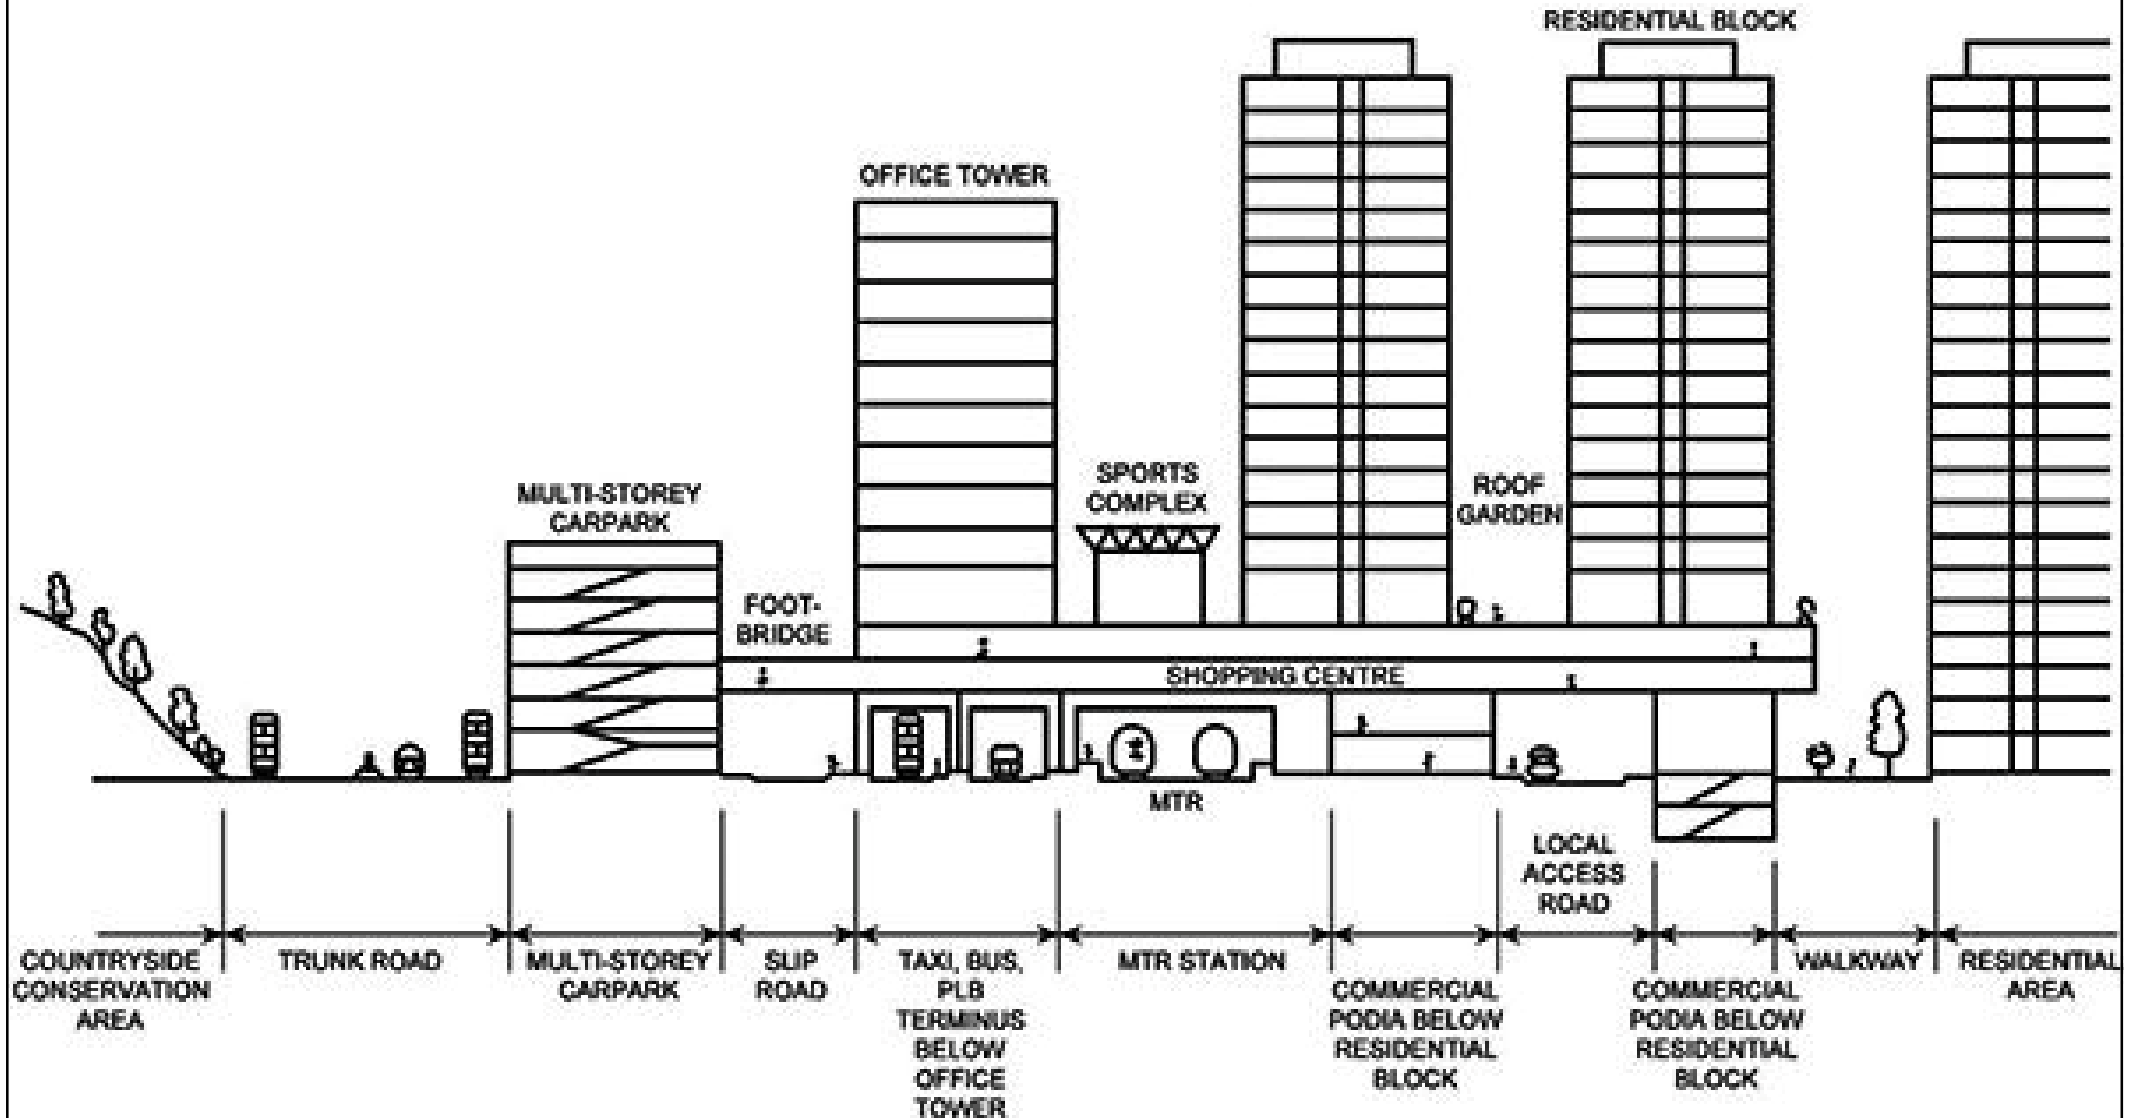 RESIDENTIAL BLOCK
OFFICE TOWER
SPORTS
COMPLEX
ROOF
GARDEN
MULTI-STOREY
CARPARK
FOOT-
BRIDGE
SHOPPING CENTRE
MTR
LOCAL
ACCESS
ROAD
COUNTRYSIDE
CONSERVATION
AREA
TRUNK ROAD
MULTI-STOREY
CARPARK
SLIP
ROAD
TAXI, BUS,
PLB
TERMINUS
BELOW
OFFICE
TOWER
MTR STATION
COMMERCIAL
PODIA BELOW
RESIDENTIAL
BLOCK
COMMERCIAL
PODIA BELOW
RESIDENTIAL
BLOCK
WALKWAY
RESIDENTIAL
AREA